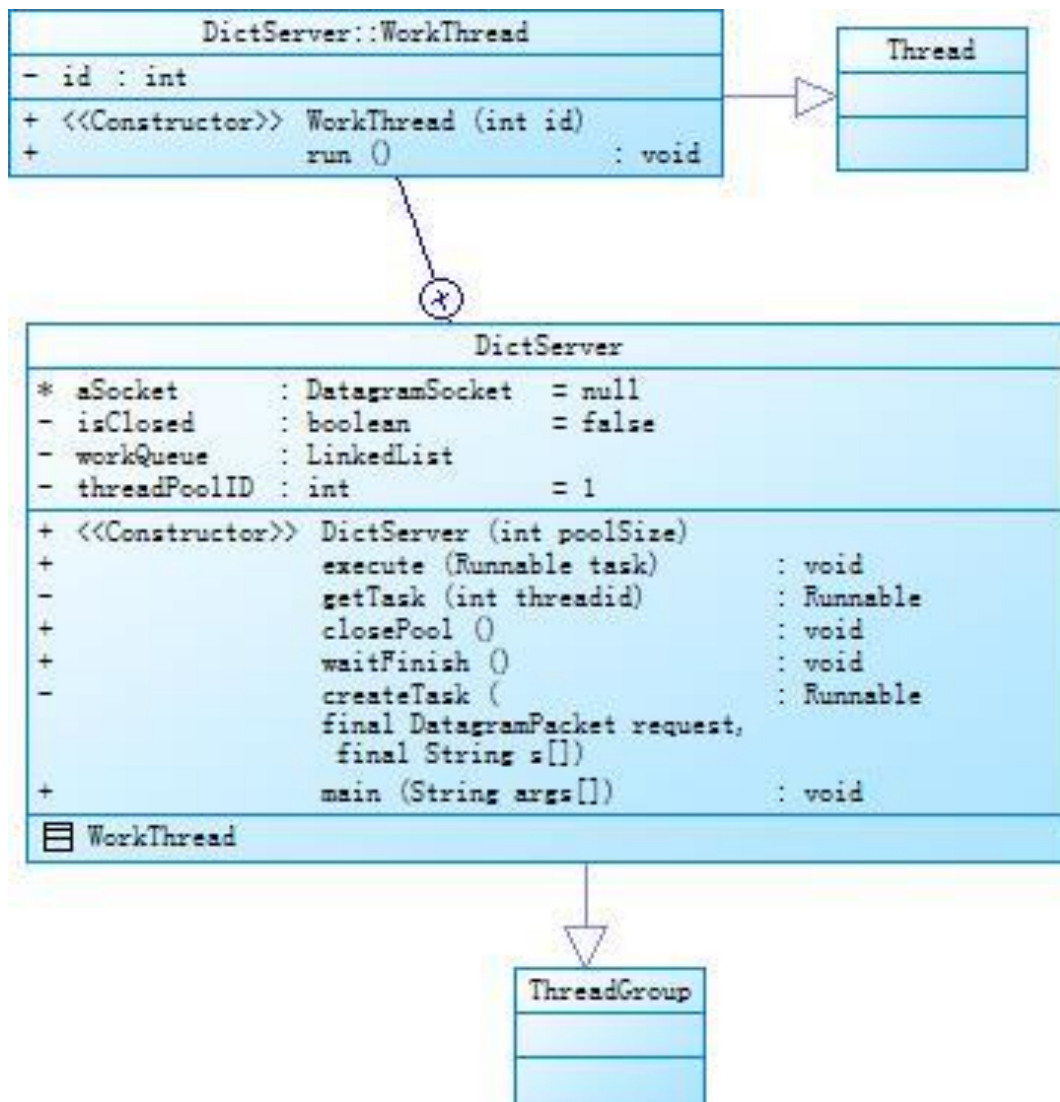 DictServer::WorkThread
- id : int
+ <<Constructor>> WorkThread (int id)
+ run () : void
Thread
DictServer
* aSocket : DatagramSocket = null
- isClosed : boolean = false
- workQueue : LinkedList
- threadPoolID : int = 1
+ <<Constructor>> DictServer (int poolSize)
+ execute (Runnable task) : void
- getTask (int threadid) : Runnable
+ closePool () : void
+ waitFinish () : void
- createTask ( : Runnable
final DatagramPacket request,
final String s[])
+ main (String args[]) : void
WorkThread
ThreadGroup